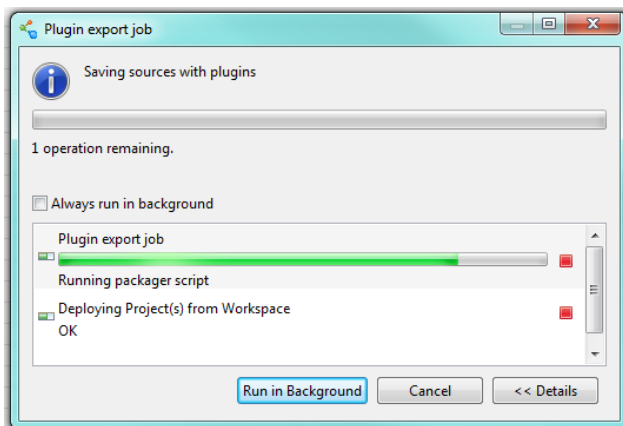 Plugin export job
Saving sources with plugins
1 operation remaining.
Always run in background
Plugin export job
Running packager script
Deploying Project(s) from Workspace
OK
Run in Background
Cancel
<< Details